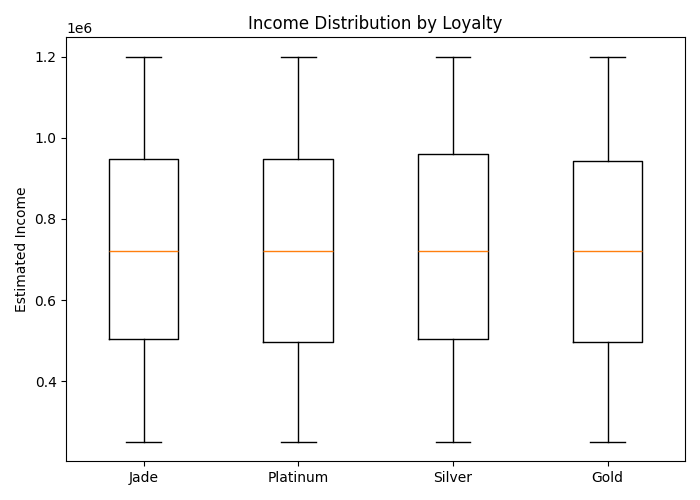 Income Distribution by Loyalty
1e6
1.2
1.0
0.8
0.6
0.4
Estimated Income
Jade Platinum Silver Gold